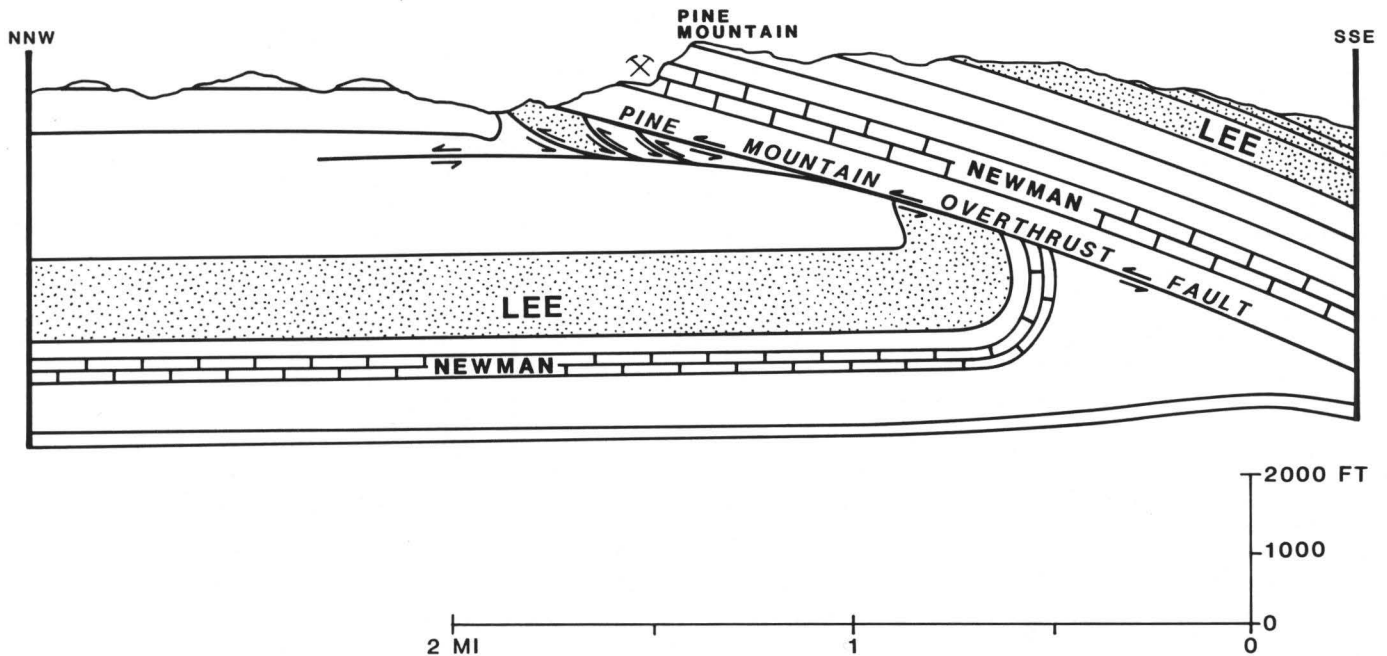 PINE
MOUNTAIN
NNW
SSE
PINE MOUNTAIN OVERTHRUST FAULT
LEE
NEWMAN
LEE
NEWMAN
2000 FT
1000
0
2 MI 1 0